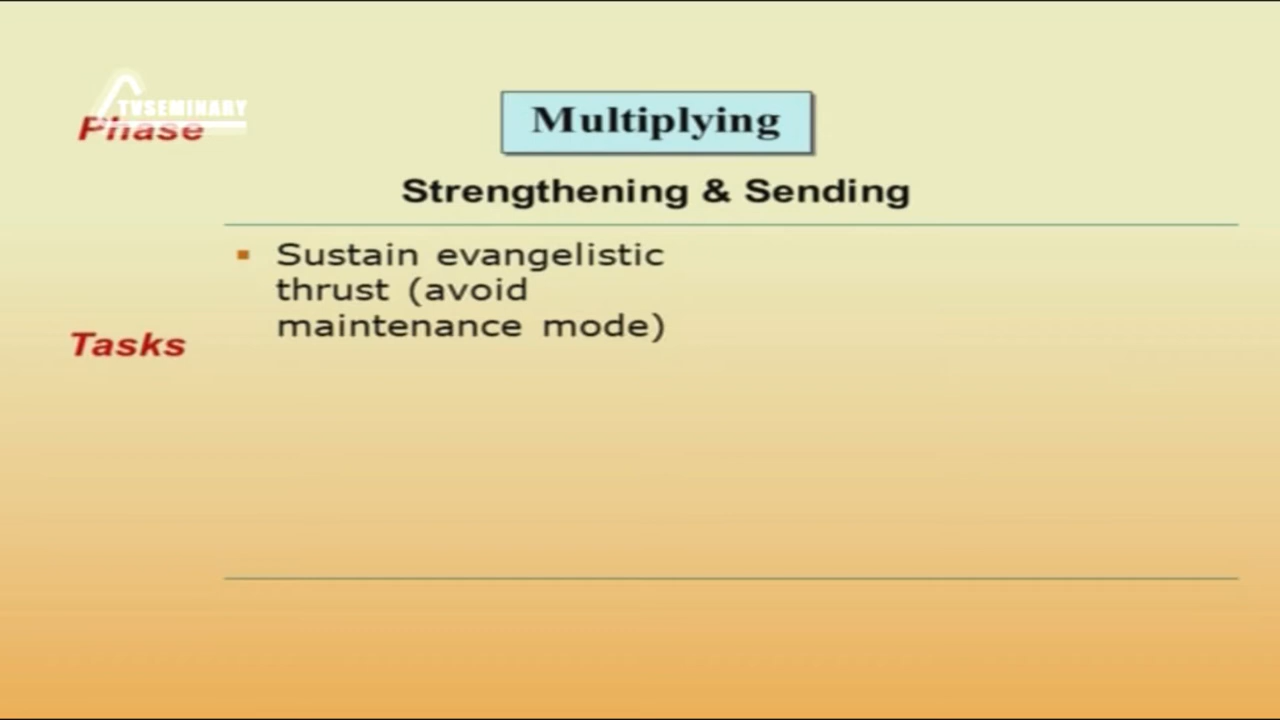 TVSEMINARY
Phase
Multiplying
Strengthening & Sending
▪ Sustain evangelistic
thrust (avoid
maintenance mode)
Tasks